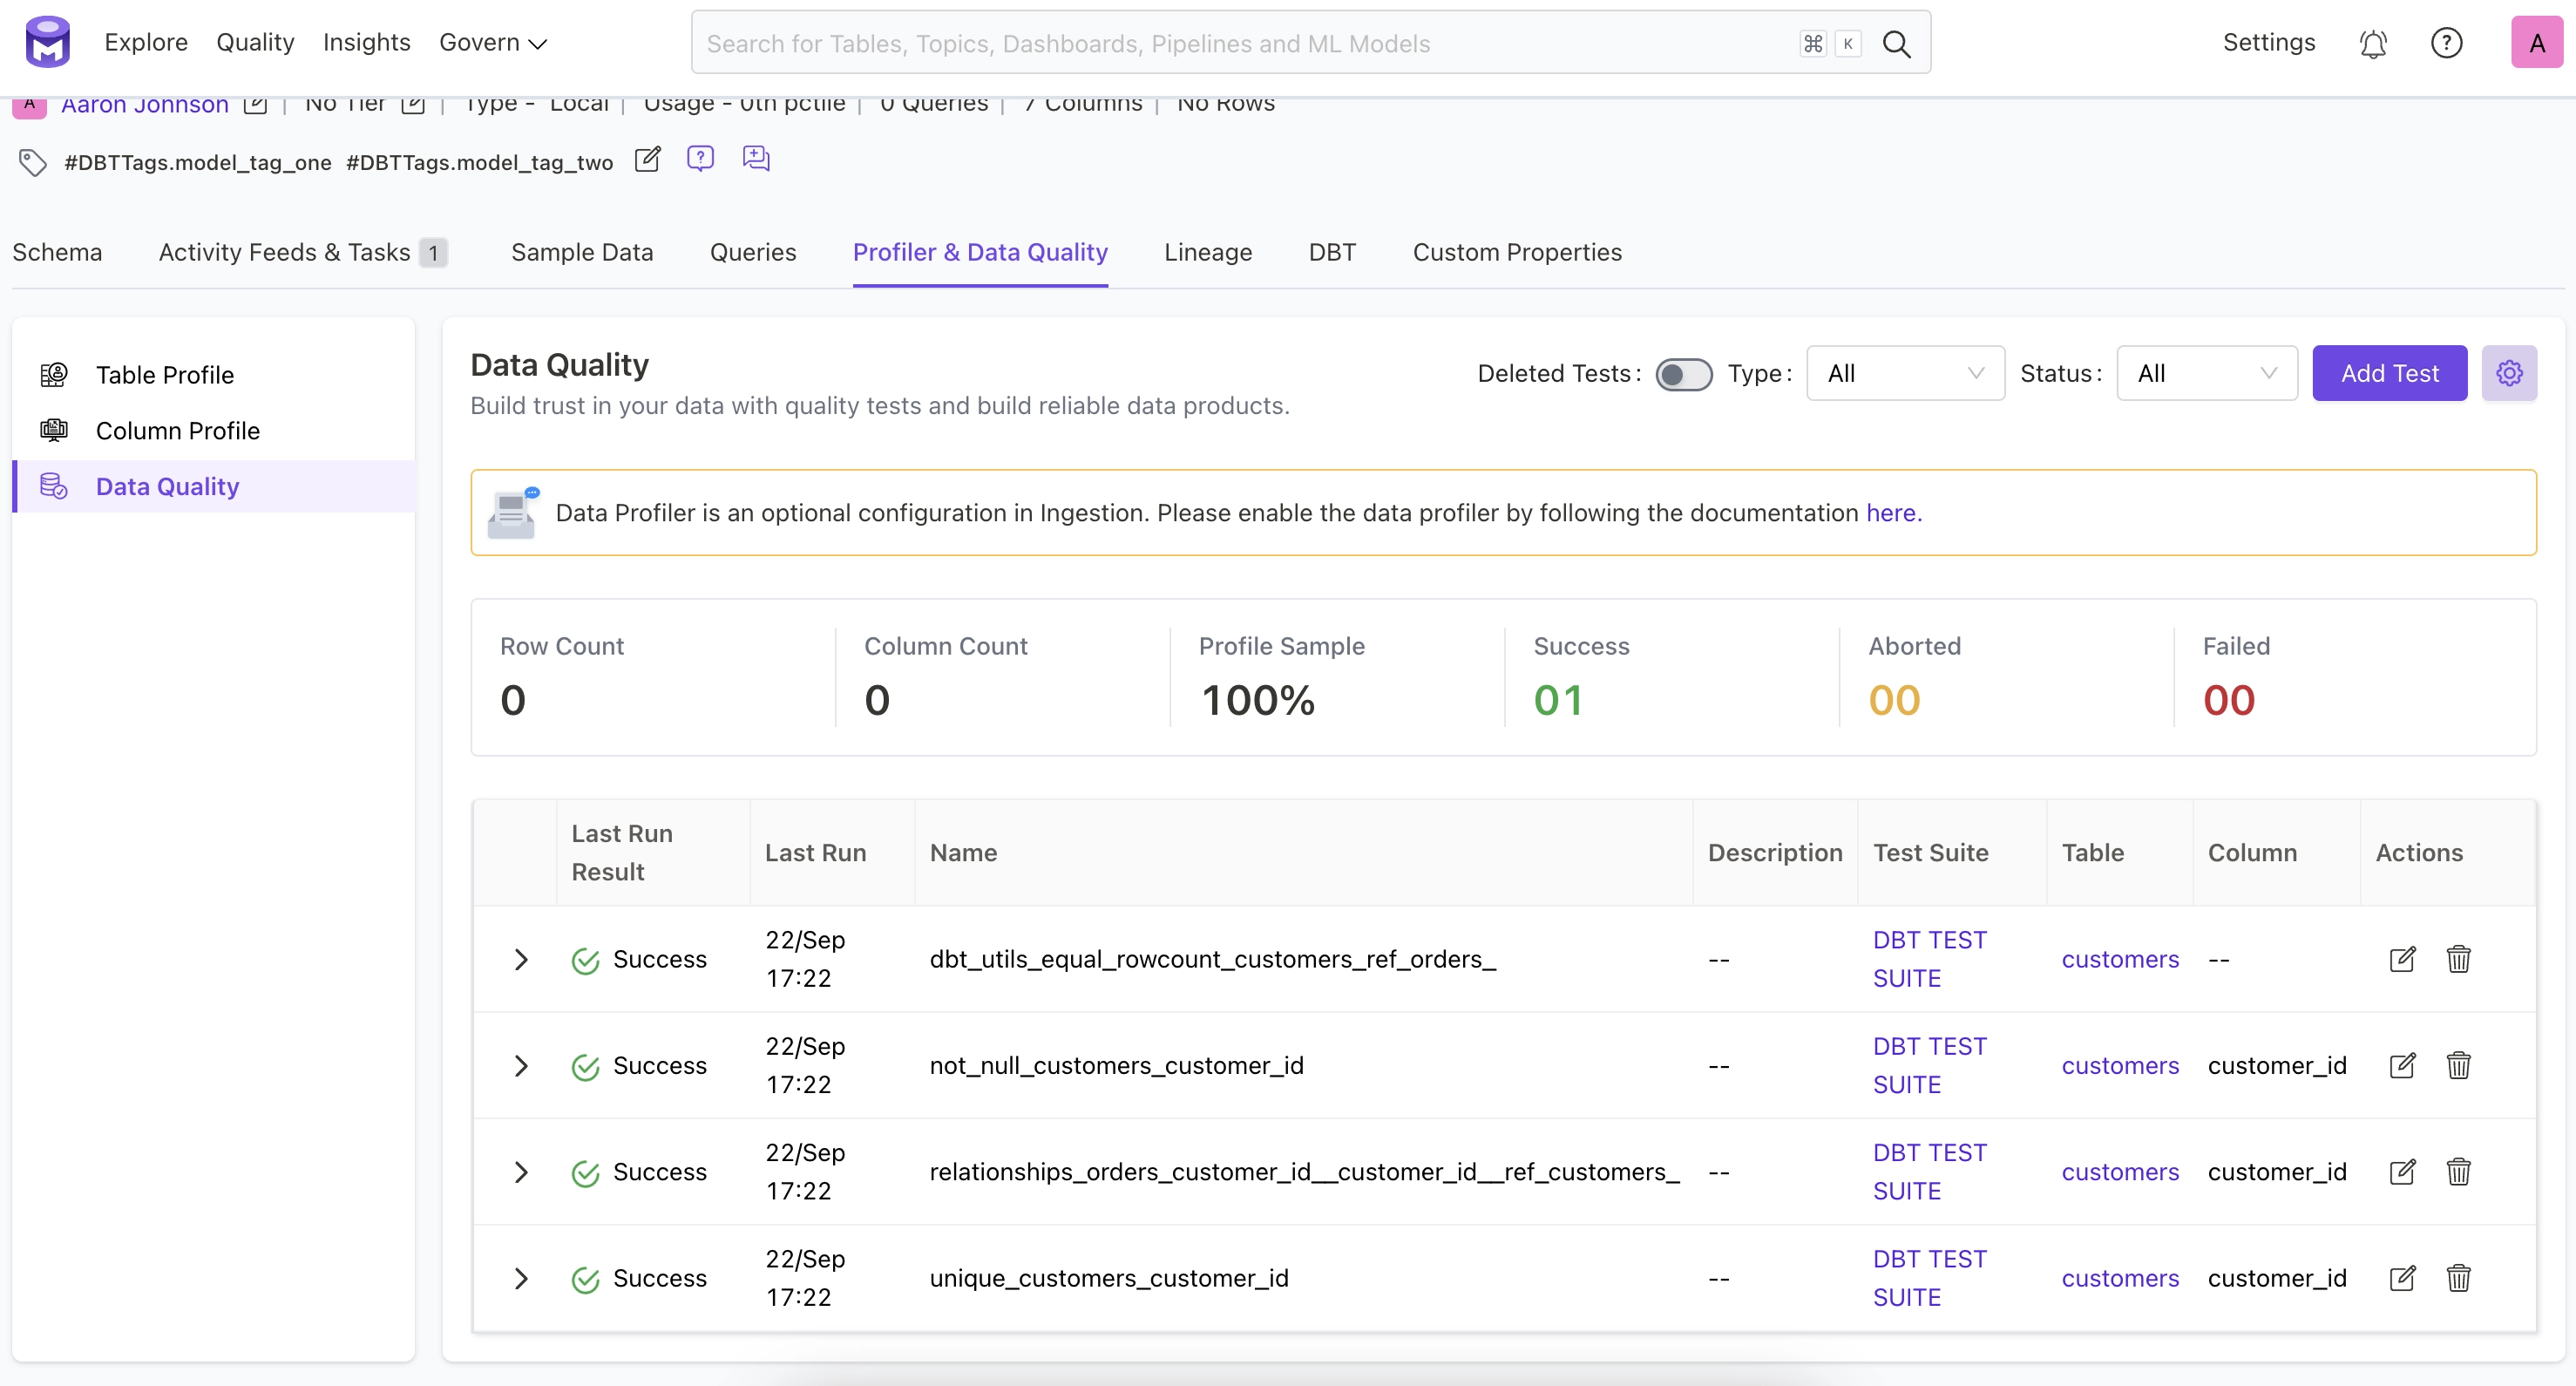 Explore Quality Insights Govern
Search for Tables, Topics, Dashboards, Pipelines and ML Models ⌘ K
Settings
A
A Aaron Johnson | No Tier | Type - Local | Usage - 0th pctile | 0 Queries | 7 Columns | No Rows
#DBTTags.model_tag_one #DBTTags.model_tag_two
Schema Activity Feeds & Tasks 1 Sample Data Queries Profiler & Data Quality Lineage DBT Custom Properties
Table Profile
Column Profile
Data Quality
Data Quality
Build trust in your data with quality tests and build reliable data products.
Deleted Tests: Type: All Status: All Add Test
Data Profiler is an optional configuration in Ingestion. Please enable the data profiler by following the documentation here.
Row Count Column Count Profile Sample Success Aborted Failed
0 0 100% 01 00 00
Last Run Result Last Run Name Description Test Suite Table Column Actions
Success 22/Sep 17:22 dbt_utils_equal_rowcount_customers_ref_orders_ -- DBT TEST SUITE customers --
Success 22/Sep 17:22 not_null_customers_customer_id -- DBT TEST SUITE customers customer_id
Success 22/Sep 17:22 relationships_orders_customer_id__customer_id__ref_customers_ -- DBT TEST SUITE customers customer_id
Success 22/Sep 17:22 unique_customers_customer_id -- DBT TEST SUITE customers customer_id